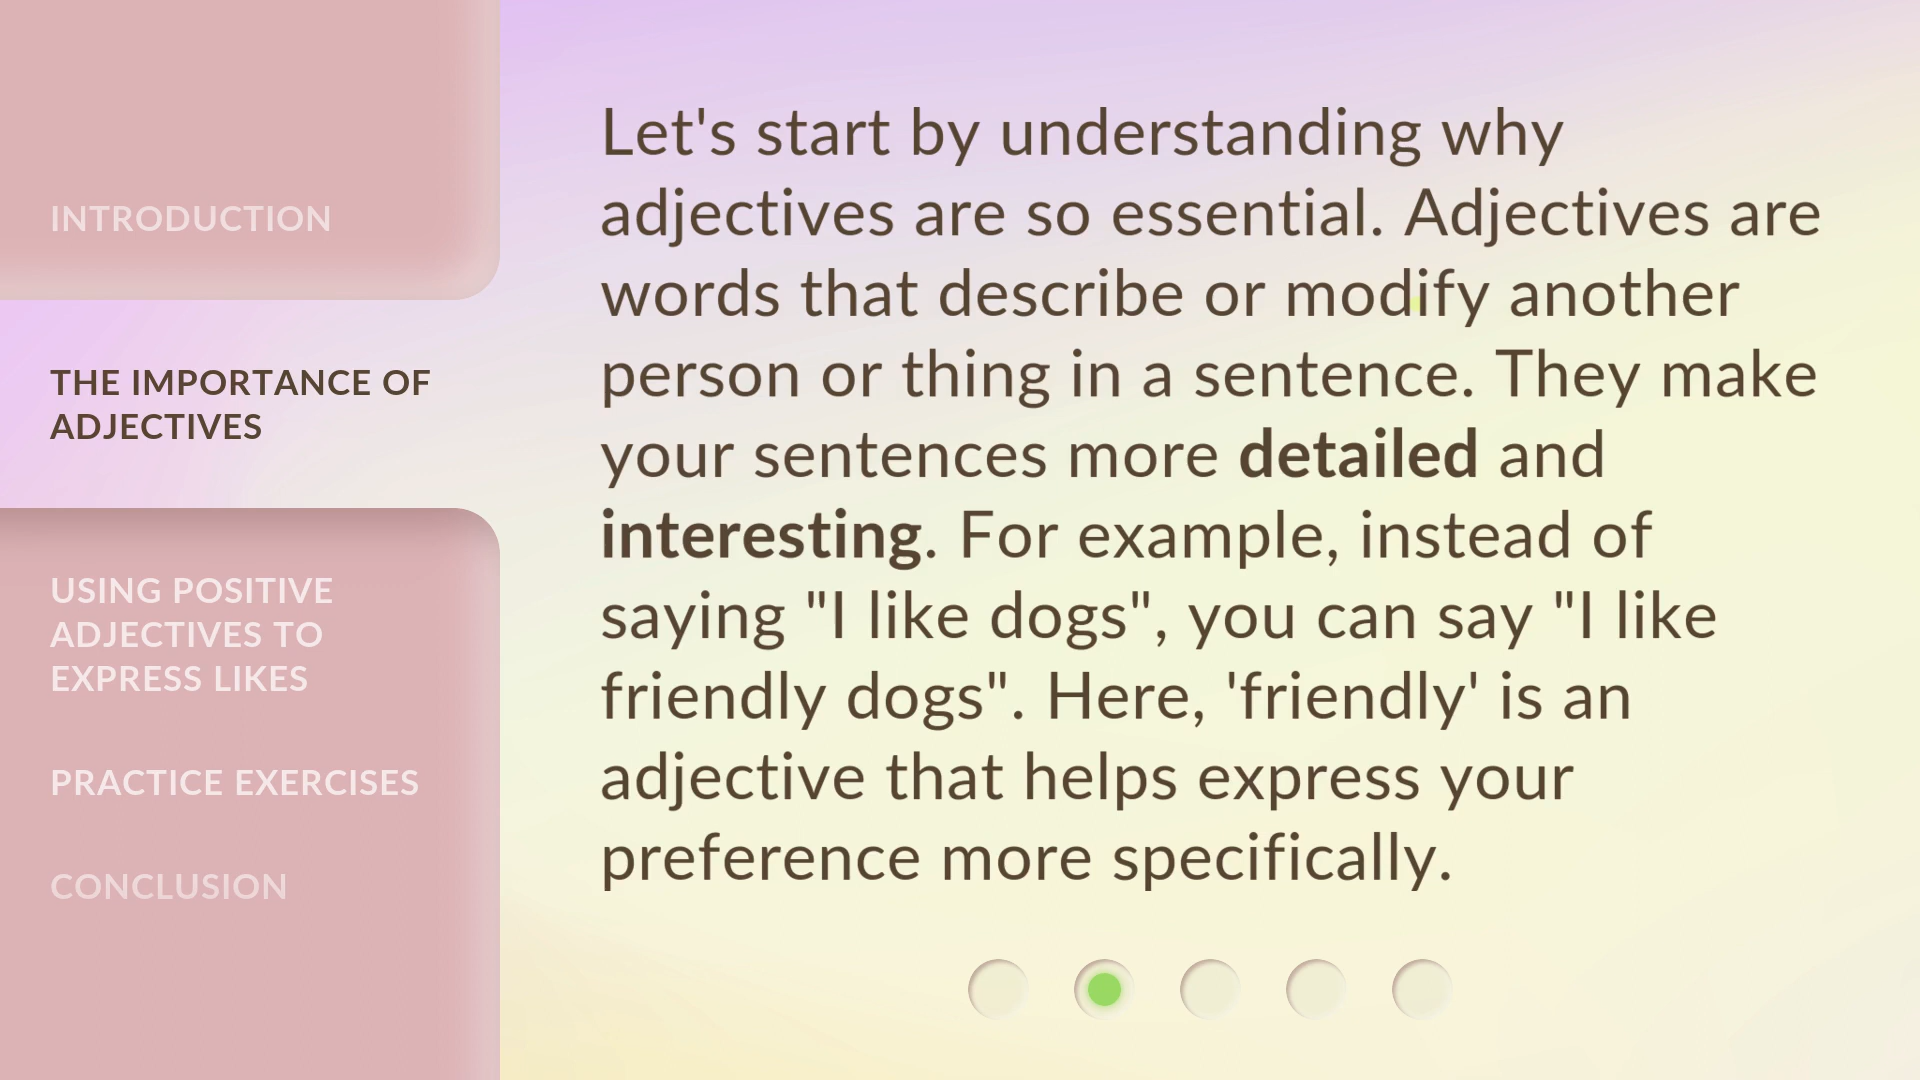 INTRODUCTION
THE IMPORTANCE OF
ADJECTIVES
USING POSITIVE
ADJECTIVES TO
EXPRESS LIKES
PRACTICE EXERCISES
CONCLUSION
Let's start by understanding why
adjectives are so essential. Adjectives are
words that describe or modify another
person or thing in a sentence. They make
your sentences more detailed and
interesting. For example, instead of
saying "I like dogs", you can say "I like
friendly dogs". Here, 'friendly' is an
adjective that helps express your
preference more specifically.